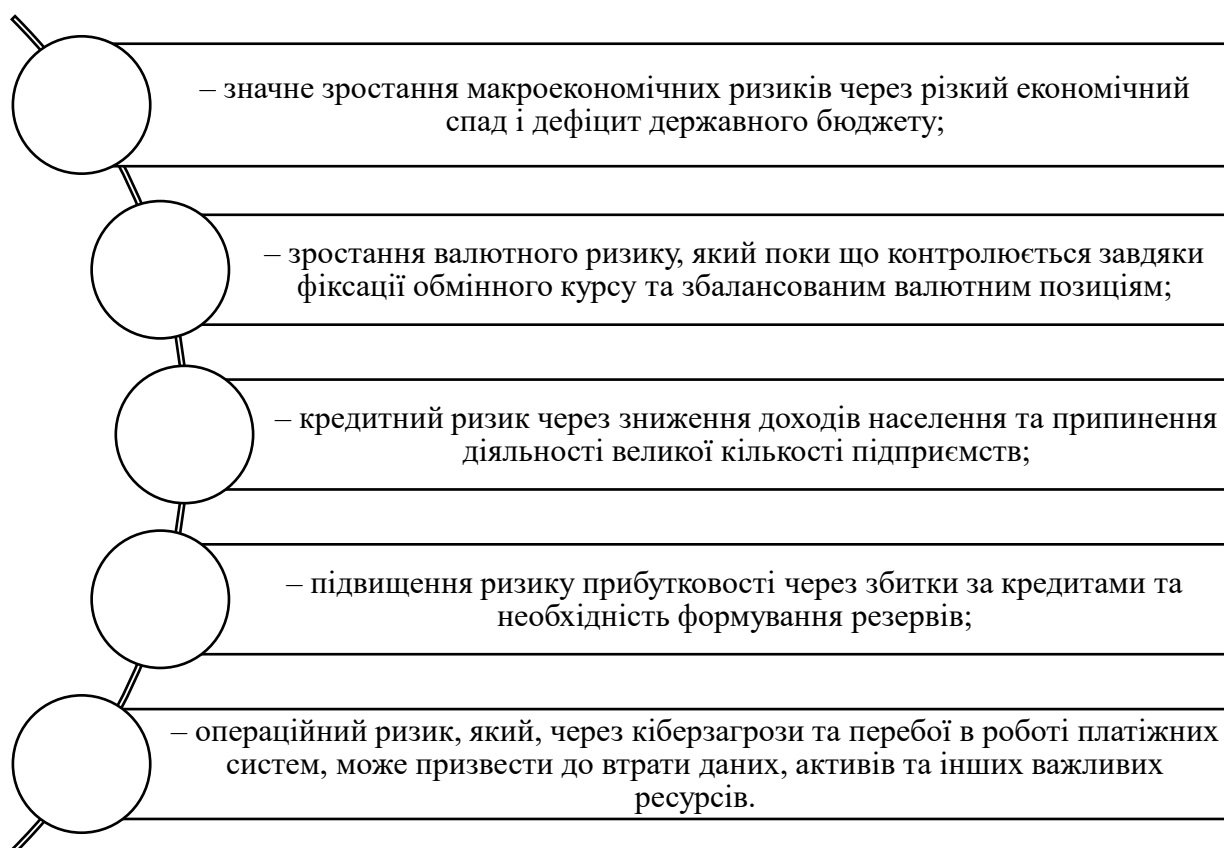 – значне зростання макроекономічних ризиків через різкий економічний
спад і дефіцит державного бюджету;
– зростання валютного ризику, який поки що контролюється завдяки
фіксації обмінного курсу та збалансованим валютним позиціям;
– кредитний ризик через зниження доходів населення та припинення
діяльності великої кількості підприємств;
– підвищення ризику прибутковості через збитки за кредитами та
необхідність формування резервів;
– операційний ризик, який, через кіберзагрози та перебої в роботі платіжних
систем, може призвести до втрати даних, активів та інших важливих
ресурсів.